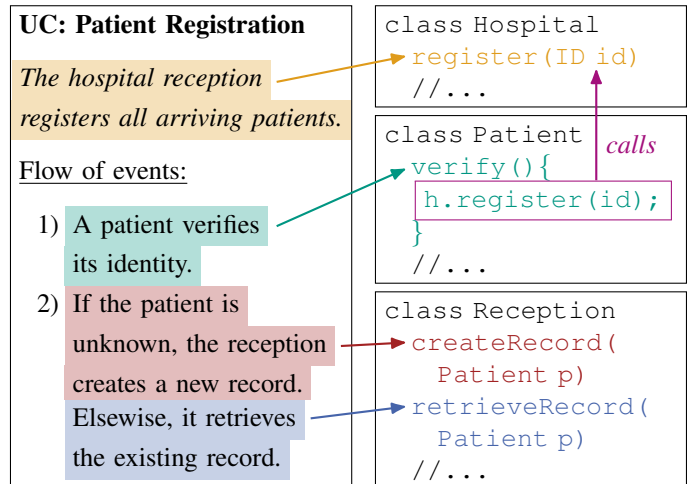 UC: Patient Registration
The hospital reception
registers all arriving patients.
Flow of events:
1) A patient verifies
its identity.
2) If the patient is
unknown, the reception
creates a new record.
Elsewise, it retrieves
the existing record.
class Hospital
register(ID id)
//...
class Patient
verify(){
calls
h.register(id);
}
//...
class Reception
createRecord(
Patient p)
retrieveRecord(
Patient p)
//...